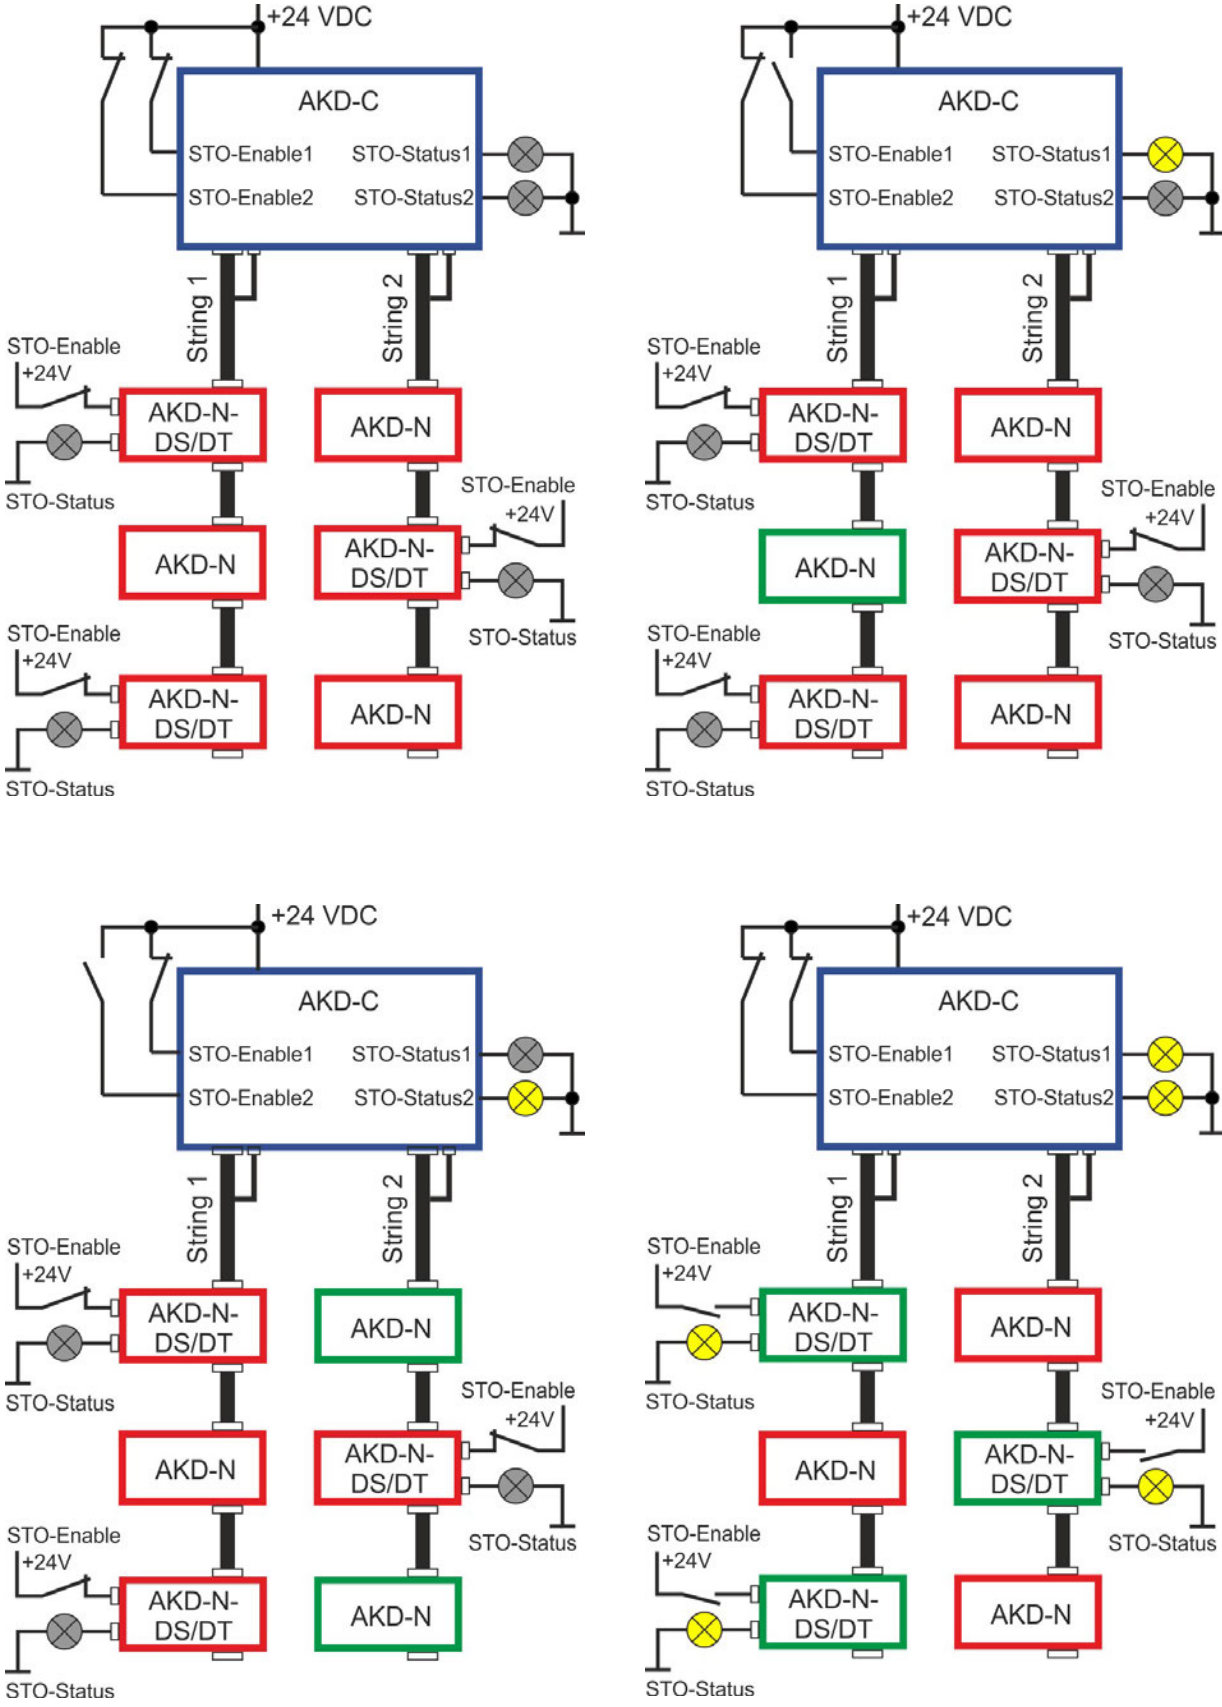 +24 VDC
AKD-C
STO-Enable1
STO-Status1
STO-Enable2
STO-Status2
String 1
String 2
STO-Enable
+24V
AKD-N-
DS/DT
AKD-N
STO-Status
STO-Enable
+24V
AKD-N
AKD-N-
DS/DT
STO-Status
STO-Enable
+24V
AKD-N-
DS/DT
AKD-N
STO-Status
+24 VDC
AKD-C
STO-Enable1
STO-Status1
STO-Enable2
STO-Status2
String 1
String 2
STO-Enable
+24V
AKD-N-
DS/DT
AKD-N
STO-Status
STO-Enable
+24V
AKD-N
AKD-N-
DS/DT
STO-Status
STO-Enable
+24V
AKD-N-
DS/DT
AKD-N
STO-Status
+24 VDC
AKD-C
STO-Enable1
STO-Status1
STO-Enable2
STO-Status2
String 1
String 2
STO-Enable
+24V
AKD-N-
DS/DT
AKD-N
STO-Status
STO-Enable
+24V
AKD-N
AKD-N-
DS/DT
STO-Status
STO-Enable
+24V
AKD-N-
DS/DT
AKD-N
STO-Status
+24 VDC
AKD-C
STO-Enable1
STO-Status1
STO-Enable2
STO-Status2
String 1
String 2
STO-Enable
+24V
AKD-N-
DS/DT
AKD-N
STO-Status
STO-Enable
+24V
AKD-N
AKD-N-
DS/DT
STO-Status
STO-Enable
+24V
AKD-N-
DS/DT
AKD-N
STO-Status